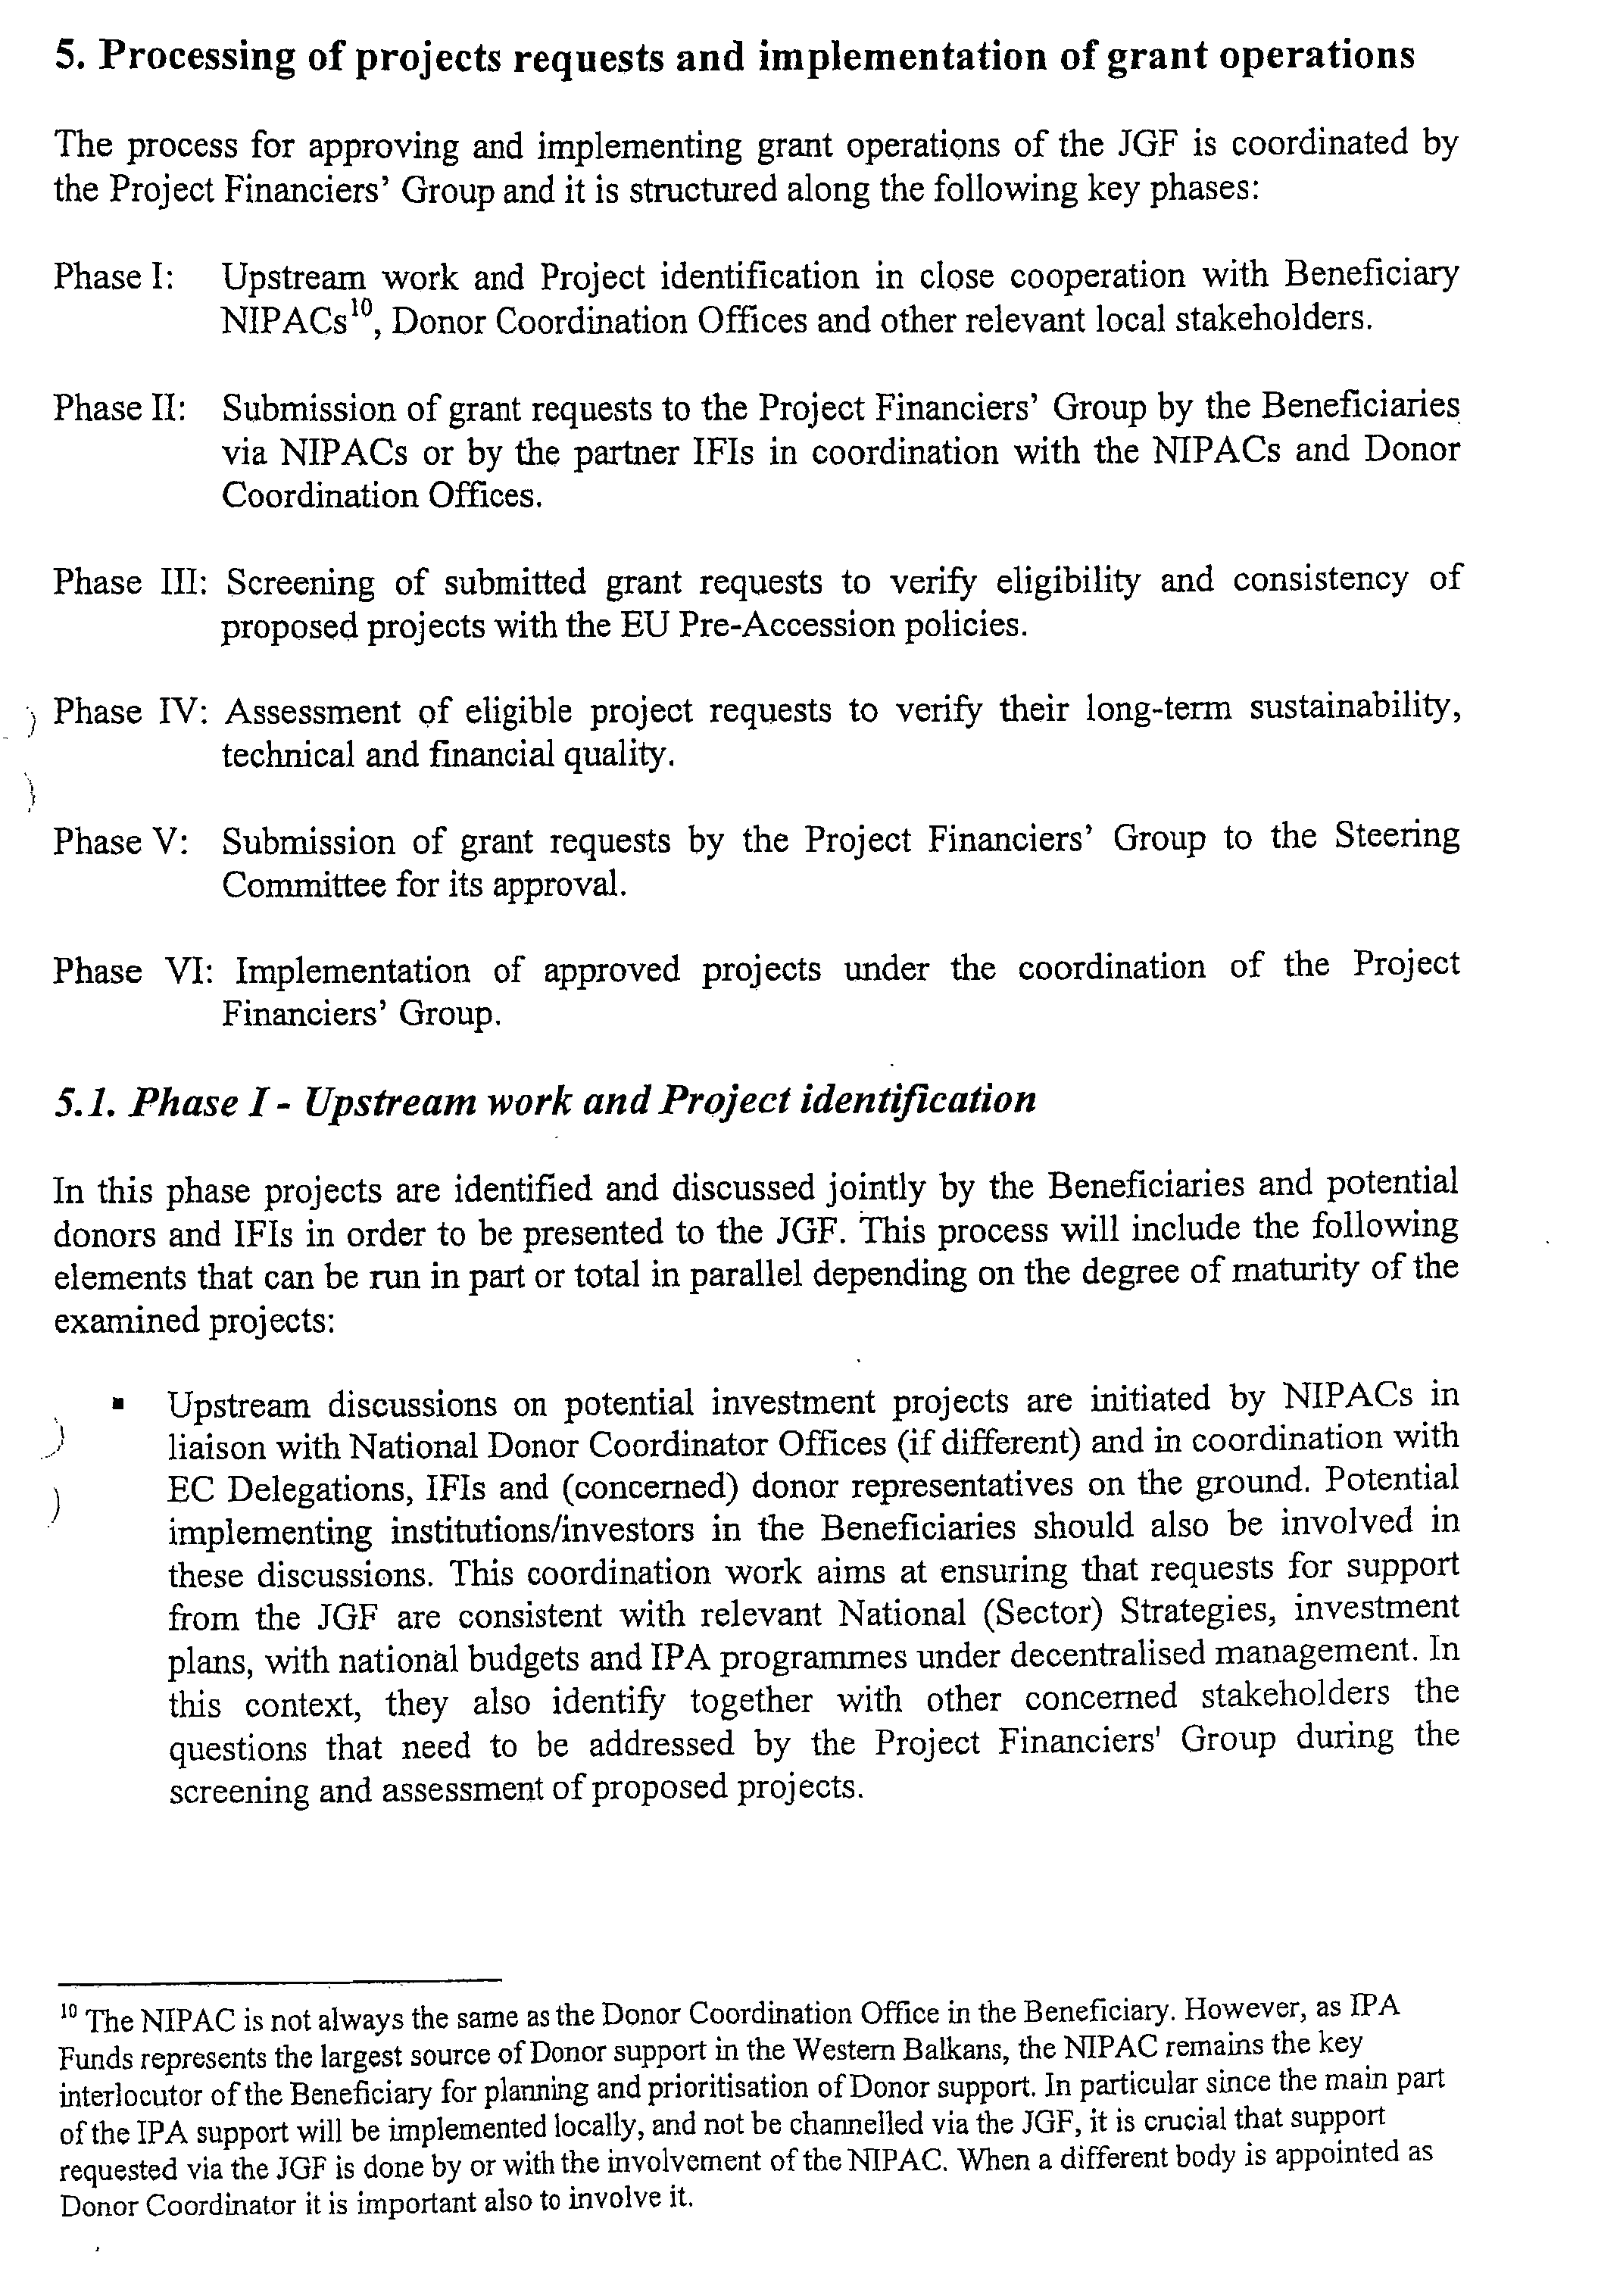 5. Processing of projects requests and implementation of grant operations
The process for approving and implementing grant operations of the JGF is coordinated by
the Project Financiers' Group and it is structured along the following key phases:
Phase I: Upstream work and Project identification in close cooperation with Beneficiary
NIPACs10, Donor Coordination Offices and other relevant local stakeholders.
Phase II: Submission of grant requests to the Project Financiers' Group by the Beneficiaries
via NIPACs or by the partner IFIs in coordination with the NIPACs and Donor
Coordination Offices.
Phase III: Screening of submitted grant requests to verify eligibility and consistency of
proposed projects with the EU Pre-Accession policies.
Phase IV: Assessment of eligible project requests to verify their long-term sustainability,
technical and financial quality.
Phase V: Submission of grant requests by the Project Financiers' Group to the Steering
Committee for its approval.
Phase VI: Implementation of approved projects under the coordination of the Project
Financiers' Group.
5.1. Phase I - Upstream work and Project identification
In this phase projects are identified and discussed jointly by the Beneficiaries and potential
donors and IFIs in order to be presented to the JGF. This process will include the following
elements that can be run in part or total in parallel depending on the degree of maturity of the
examined projects:
▪ Upstream discussions on potential investment projects are initiated by NIPACs in
liaison with National Donor Coordinator Offices (if different) and in coordination with
EC Delegations, IFIs and (concerned) donor representatives on the ground. Potential
implementing institutions/investors in the Beneficiaries should also be involved in
these discussions. This coordination work aims at ensuring that requests for support
from the JGF are consistent with relevant National (Sector) Strategies, investment
plans, with national budgets and IPA programmes under decentralised management. In
this context, they also identify together with other concerned stakeholders the
questions that need to be addressed by the Project Financiers' Group during the
screening and assessment of proposed projects.
10 The NIPAC is not always the same as the Donor Coordination Office in the Beneficiary. However, as IPA
Funds represents the largest source of Donor support in the Western Balkans, the NIPAC remains the key
interlocutor of the Beneficiary for planning and prioritisation of Donor support. In particular since the main part
of the IPA support will be implemented locally, and not be channelled via the JGF, it is crucial that support
requested via the JGF is done by or with the involvement of the NIPAC. When a different body is appointed as
Donor Coordinator it is important also to involve it.